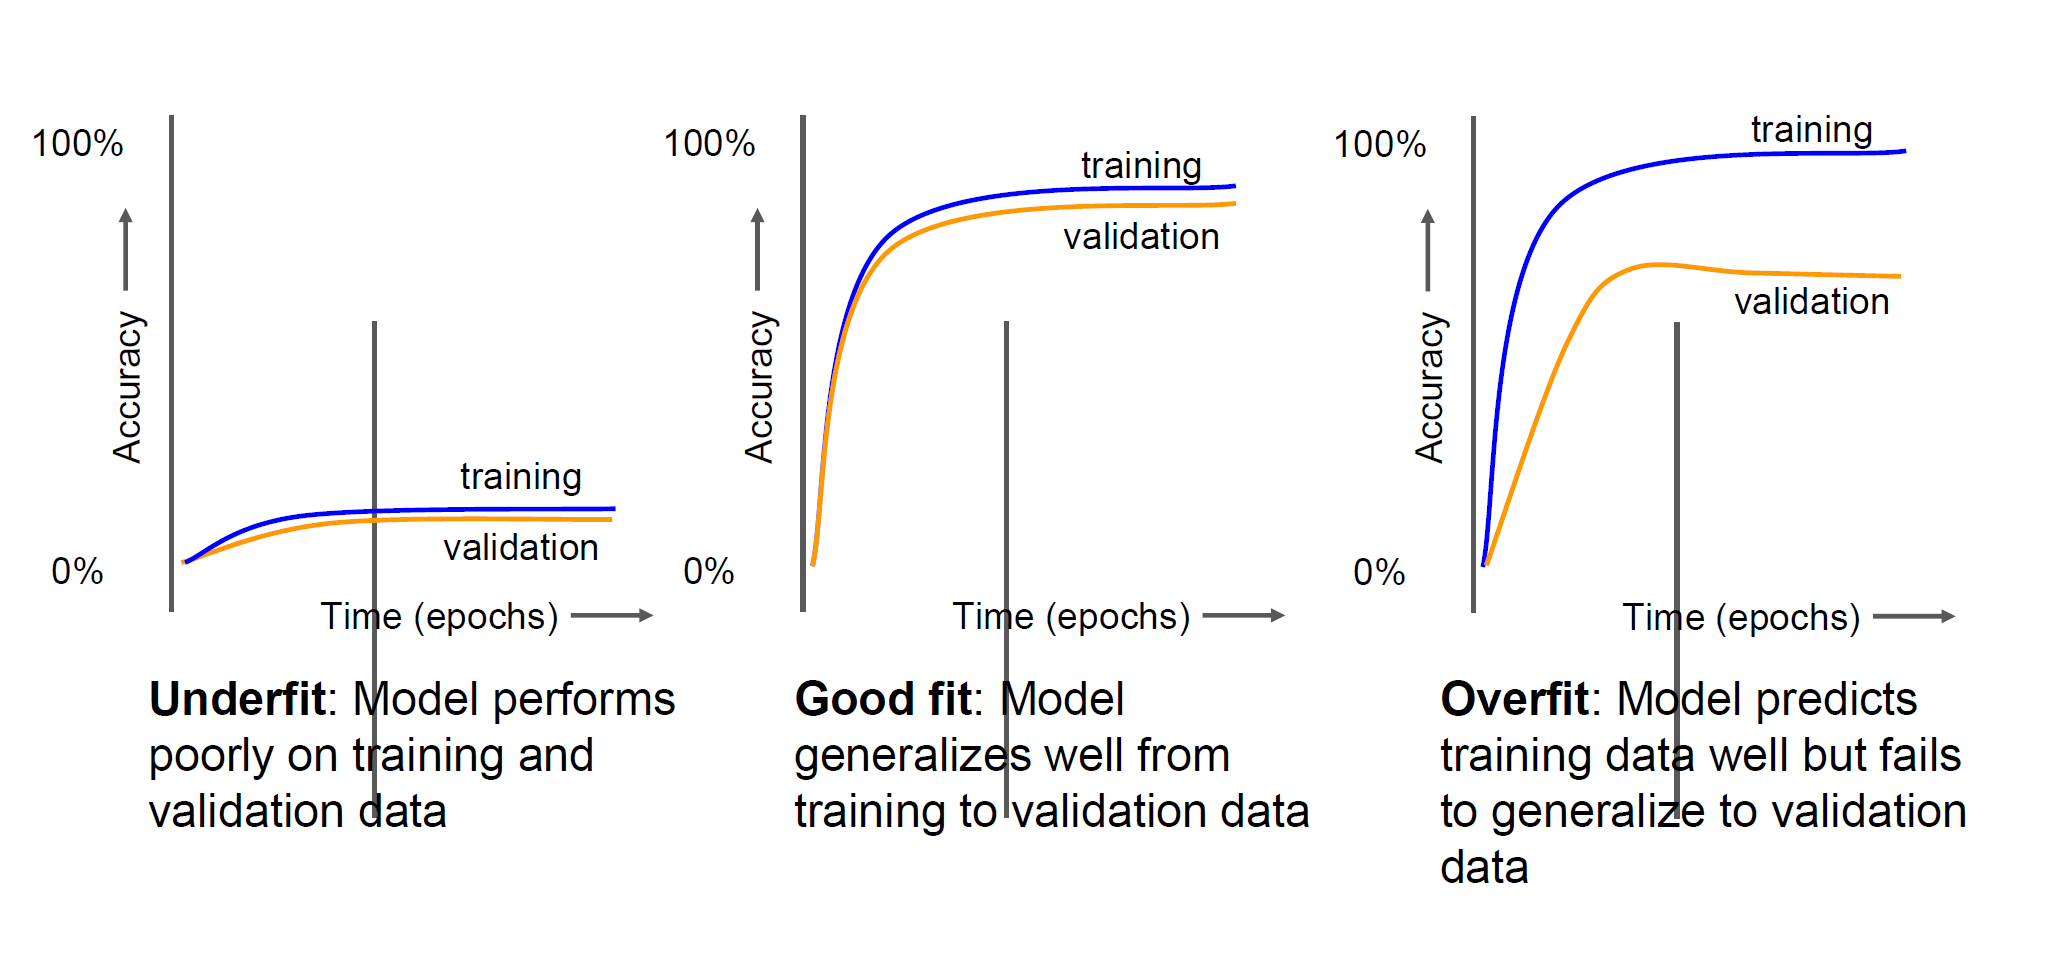 100%
Accuracy
training
validation
0%
Time (epochs)
Underfit: Model performs
poorly on training and
validation data
100%
Accuracy
training
validation
0%
Time (epochs)
Good fit: Model
generalizes well from
training to validation data
100%
Accuracy
training
validation
0%
Time (epochs)
Overfit: Model predicts
training data well but fails
to generalize to validation
data